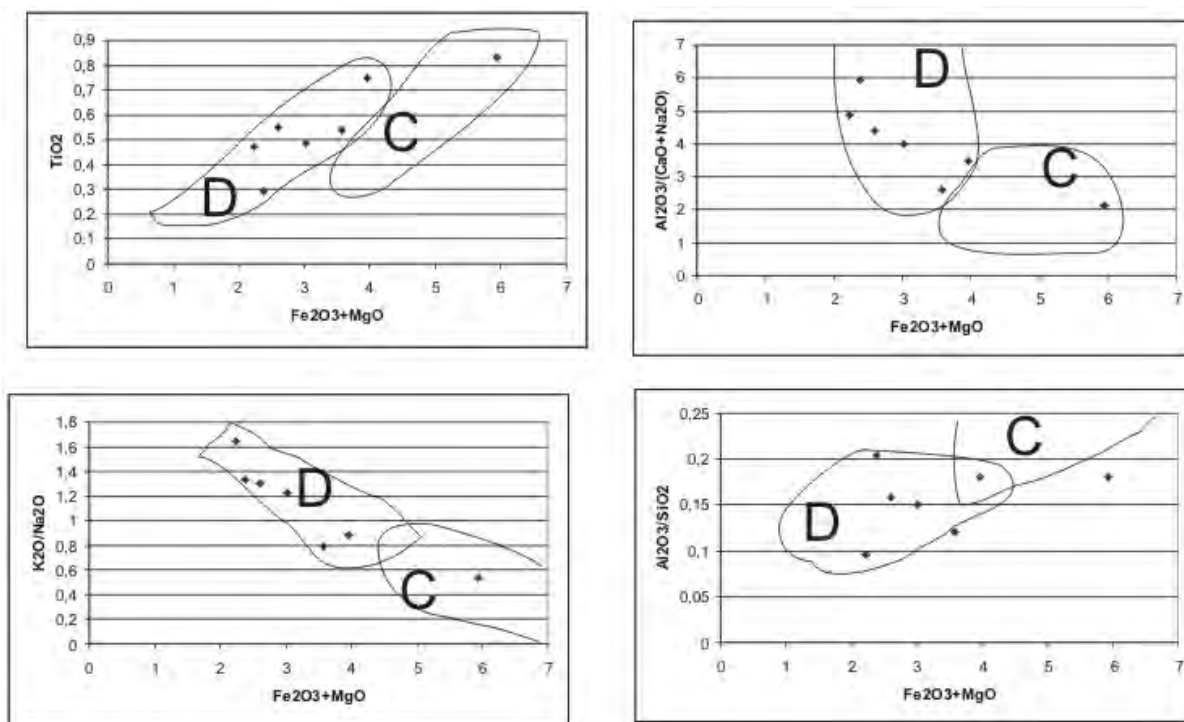 0,9
0,8
0,7
0,6
0,5
0,4
0,3
0,2
0,1
0
TiO2
D
C
0 1 2 3 4 5 6 7
Fe2O3+MgO
7
6
5
4
3
2
1
0
Al2O3/(CaO+Na2O)
D
C
0 1 2 3 4 5 6 7
Fe2O3+MgO
1,8
1,6
1,4
1,2
1
0,8
0,6
0,4
0,2
0
K2O/Na2O
D
C
0 1 2 3 4 5 6 7
Fe2O3+MgO
0,25
0,2
0,15
0,1
0,05
0
Al2O3/SiO2
C
D
0 1 2 3 4 5 6 7
Fe2O3+MgO